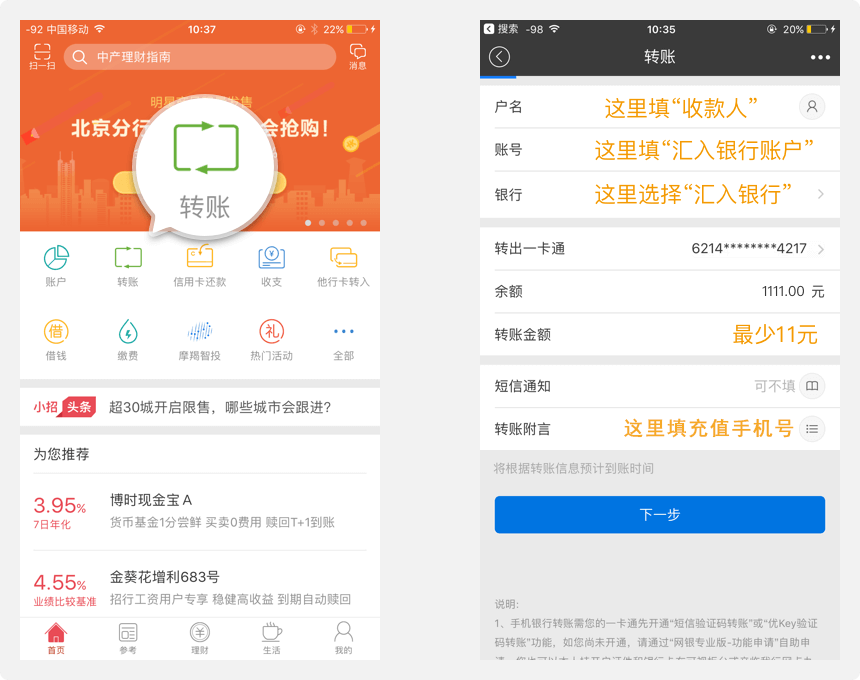 -92 中国移动 10:37 22%
扫一扫 中产理财指南 消息
北京分行 会抢购!
转账
账户 转账 信用卡还款 收支 他行卡转入
借
礼
借钱 缴费 摩羯智投 热门活动 全部
小招 头条 超30城开启限售，哪些城市会跟进?
为您推荐
3.95% 博时现金宝 A
7日年化 货币基金1分尝鲜 买卖0费用 赎回T+1到账
4.55% 金葵花增利683号
业绩比较基准 招行工资用户专享 稳健高收益 到期自动赎回
首页 参考 理财 生活 我的
搜索 -98 10:35 20%
转账
户名 这里填“收款人”
账号 这里填“汇入银行账户”
银行 这里选择“汇入银行”
转出一卡通 6214********4217
余额 1111.00 元
转账金额 最少11元
短信通知 可不填
转账附言 这里填充值手机号
将根据转账信息预计到账时间
下一步
说明:
1、手机银行转账需您的一卡通先开通“短信验证码转账”或“优Key验证
码转账”功能，如您尚未开通，请通过“网银专业版-功能申请”自助申